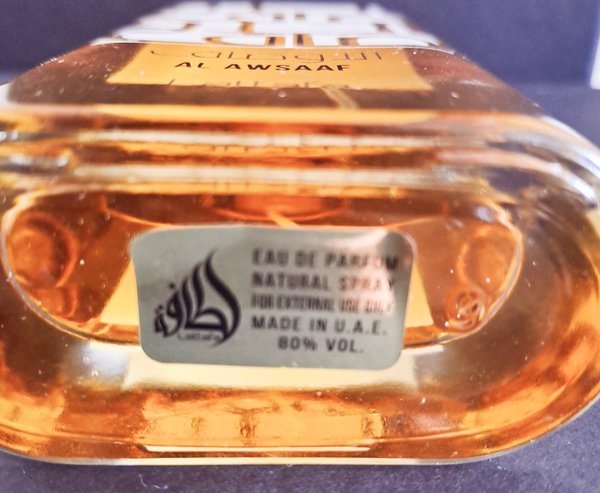 AL AWSAAF
لطافة
Lattafa
EAU DE PARFUM
NATURAL SPRAY
FOR EXTERNAL USE ONLY
MADE IN U.A.E.
80% VOL.